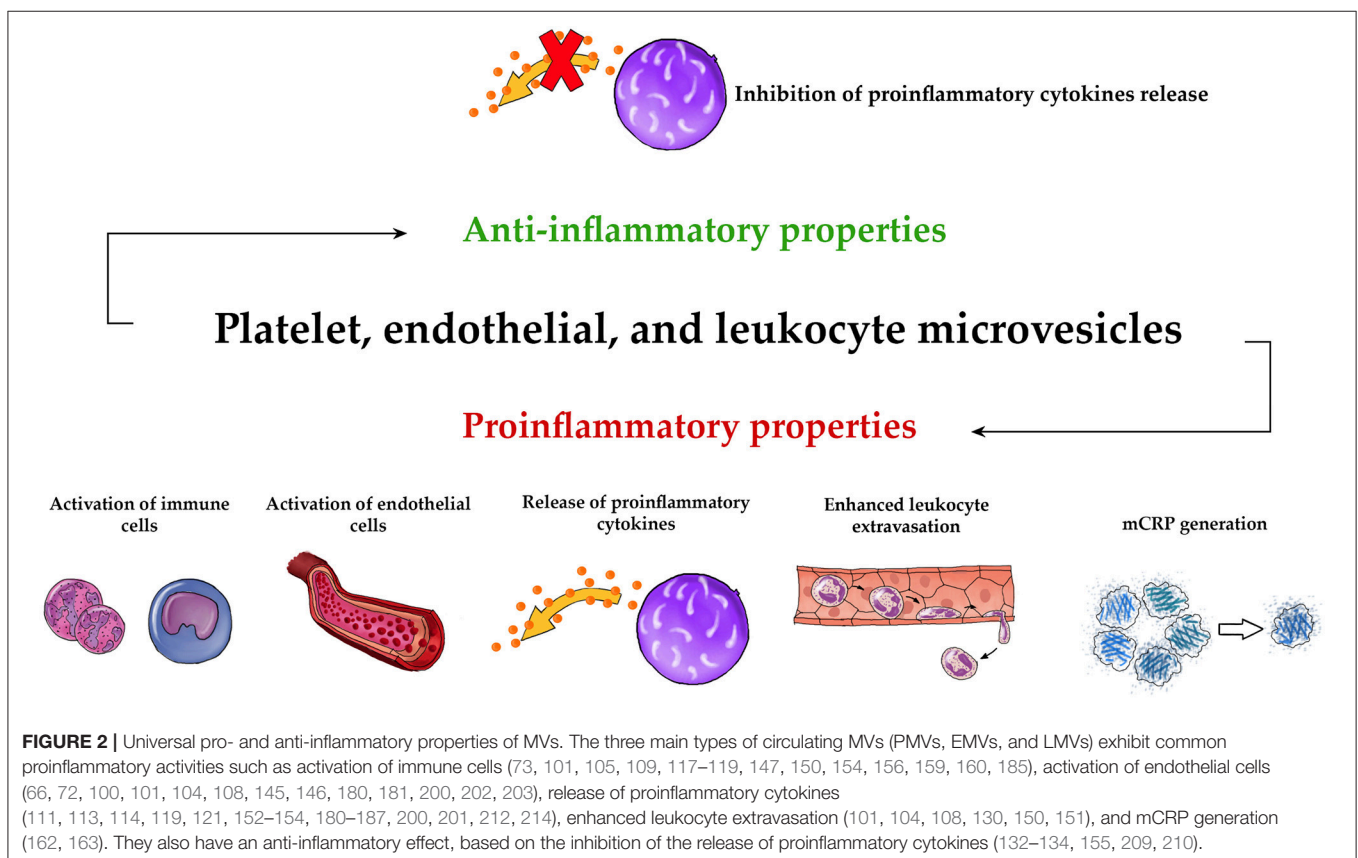 Inhibition of proinflammatory cytokines release
Anti-inflammatory properties
Platelet, endothelial, and leukocyte microvesicles
Proinflammatory properties
Activation of immune
cells
Activation of endothelial
cells
Release of proinflammatory
cytokines
Enhanced leukocyte
extravasation
mCRP generation
FIGURE 2 | Universal pro- and anti-inflammatory properties of MVs. The three main types of circulating MVs (PMVs, EMVs, and LMVs) exhibit common
proinflammatory activities such as activation of immune cells (73, 101, 105, 109, 117–119, 147, 150, 154, 156, 159, 160, 185), activation of endothelial cells
(66, 72, 100, 101, 104, 108, 145, 146, 180, 181, 200, 202, 203), release of proinflammatory cytokines
(111, 113, 114, 119, 121, 152–154, 180–187, 200, 201, 212, 214), enhanced leukocyte extravasation (101, 104, 108, 130, 150, 151), and mCRP generation
(162, 163). They also have an anti-inflammatory effect, based on the inhibition of the release of proinflammatory cytokines (132–134, 155, 209, 210).